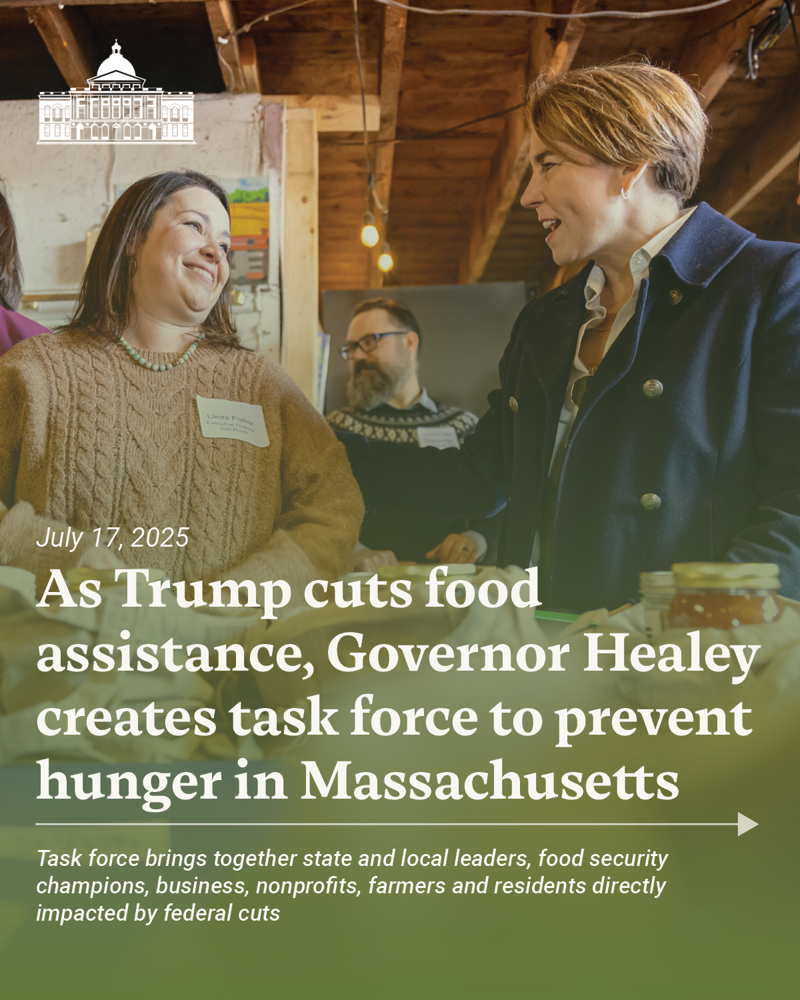 Laura Fisher
Executive Director
Just Roots
July 17, 2025
As Trump cuts food
assistance, Governor Healey
creates task force to prevent
hunger in Massachusetts
Task force brings together state and local leaders, food security
champions, business, nonprofits, farmers and residents directly
impacted by federal cuts